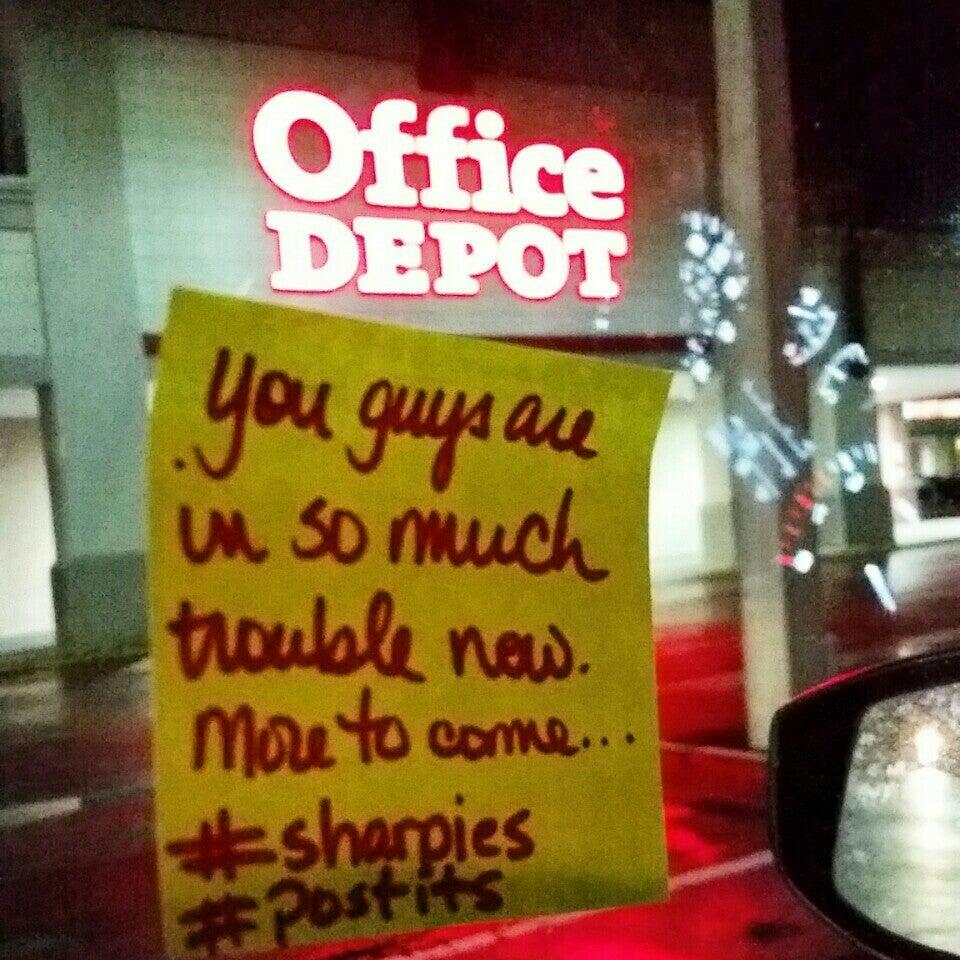 Office
DEPOT
You guys are
in so much
trouble now.
More to come...
#sharpies
#postits